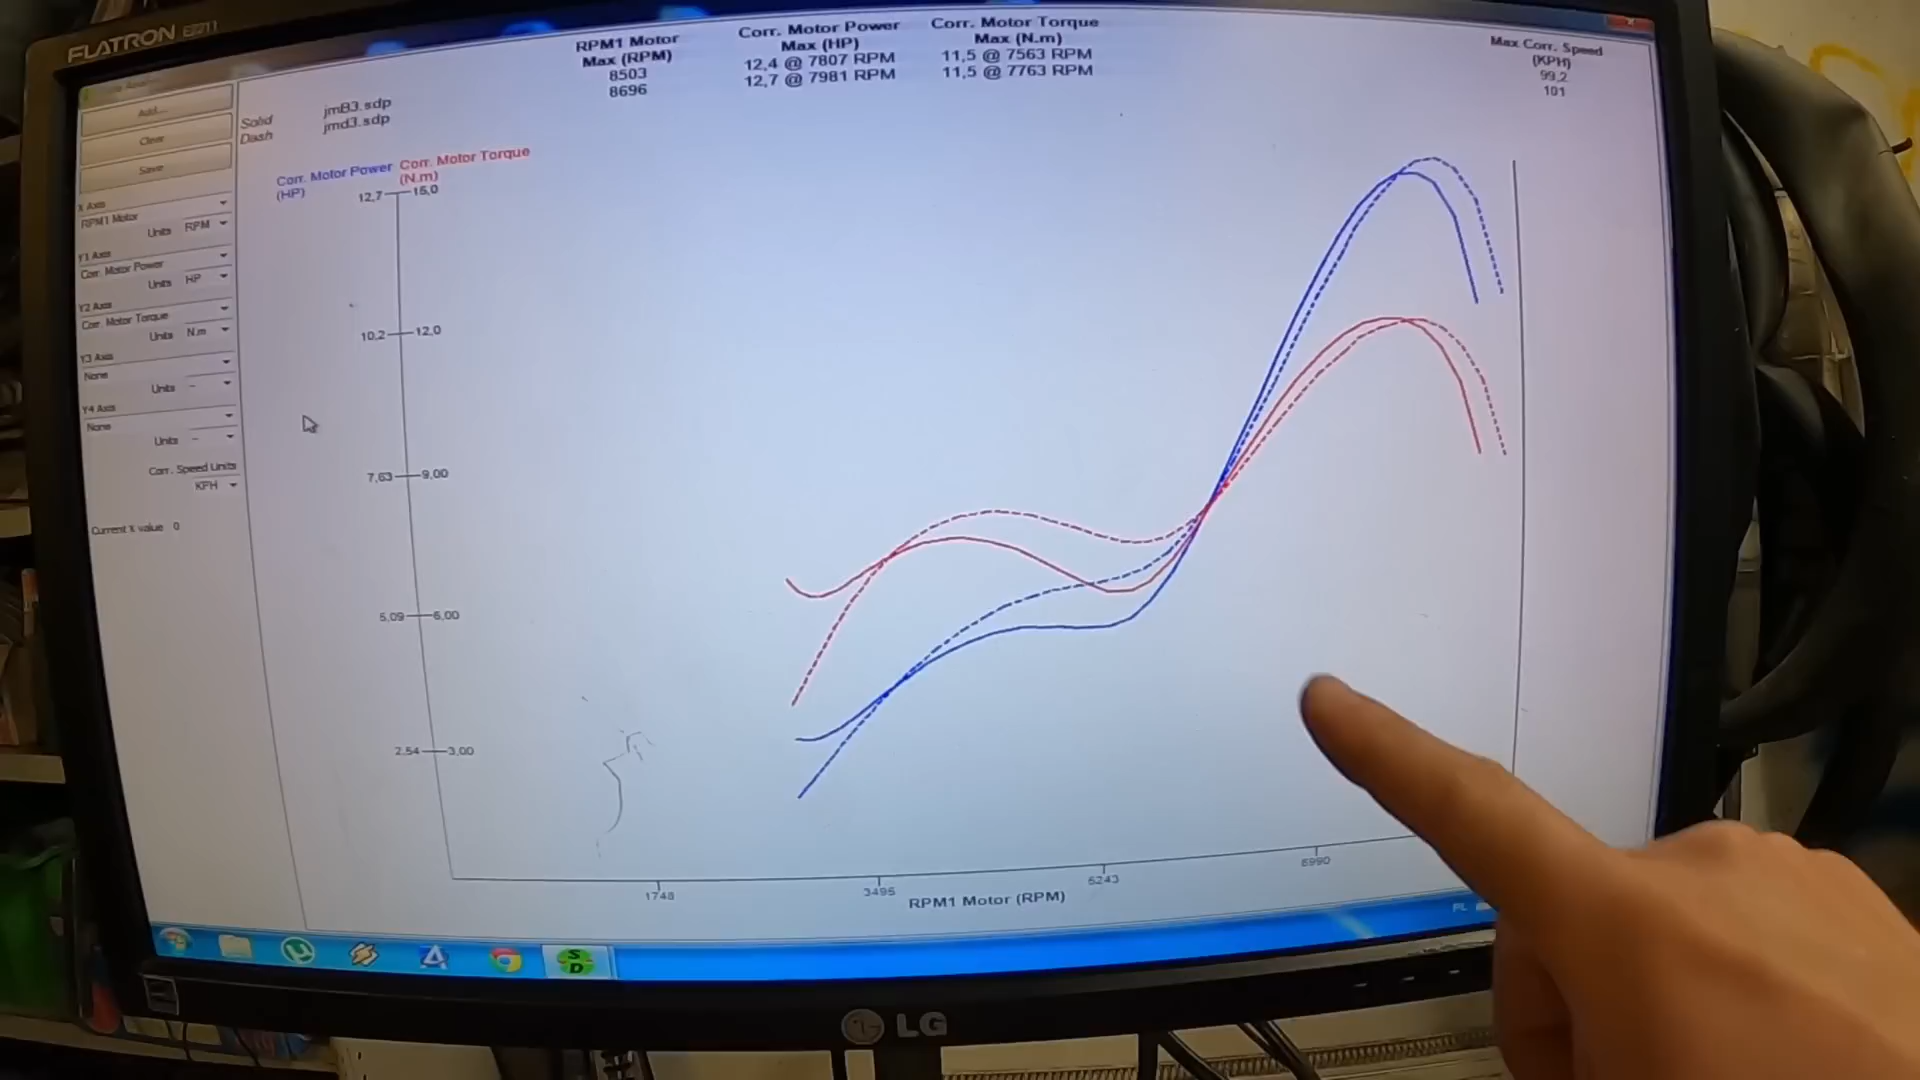 FLATRON
RPM1 Motor
Max (RPM)
8503
8696
Corr. Motor Power
Max (HP)
12,4 @ 7807 RPM
12,7 @ 7981 RPM
Corr. Motor Torque
Max (N.m)
11,5 @ 7563 RPM
11,5 @ 7763 RPM
Max Corr. Speed
(KPH)
99,2
101
Add...
Clear
Save
Solid jmB3.sdp
Dash jmd3.sdp
X Axis
RPM1 Motor
Units RPM
Y1 Axis
Corr. Motor Power
Units HP
Y2 Axis
Corr. Motor Torque
Units N.m
Y3 Axis
None
Units --
Y4 Axis
None
Units --
Corr. Speed Units
KPH
Current X value 0
Corr. Motor Power
(HP)
Corr. Motor Torque
(N.m)
12,7 15,0
10,2 12,0
7,63 9,00
5,09 6,00
2,54 3,00
1748 3495 5243 6990
RPM1 Motor (RPM)
PL
S
D
LG